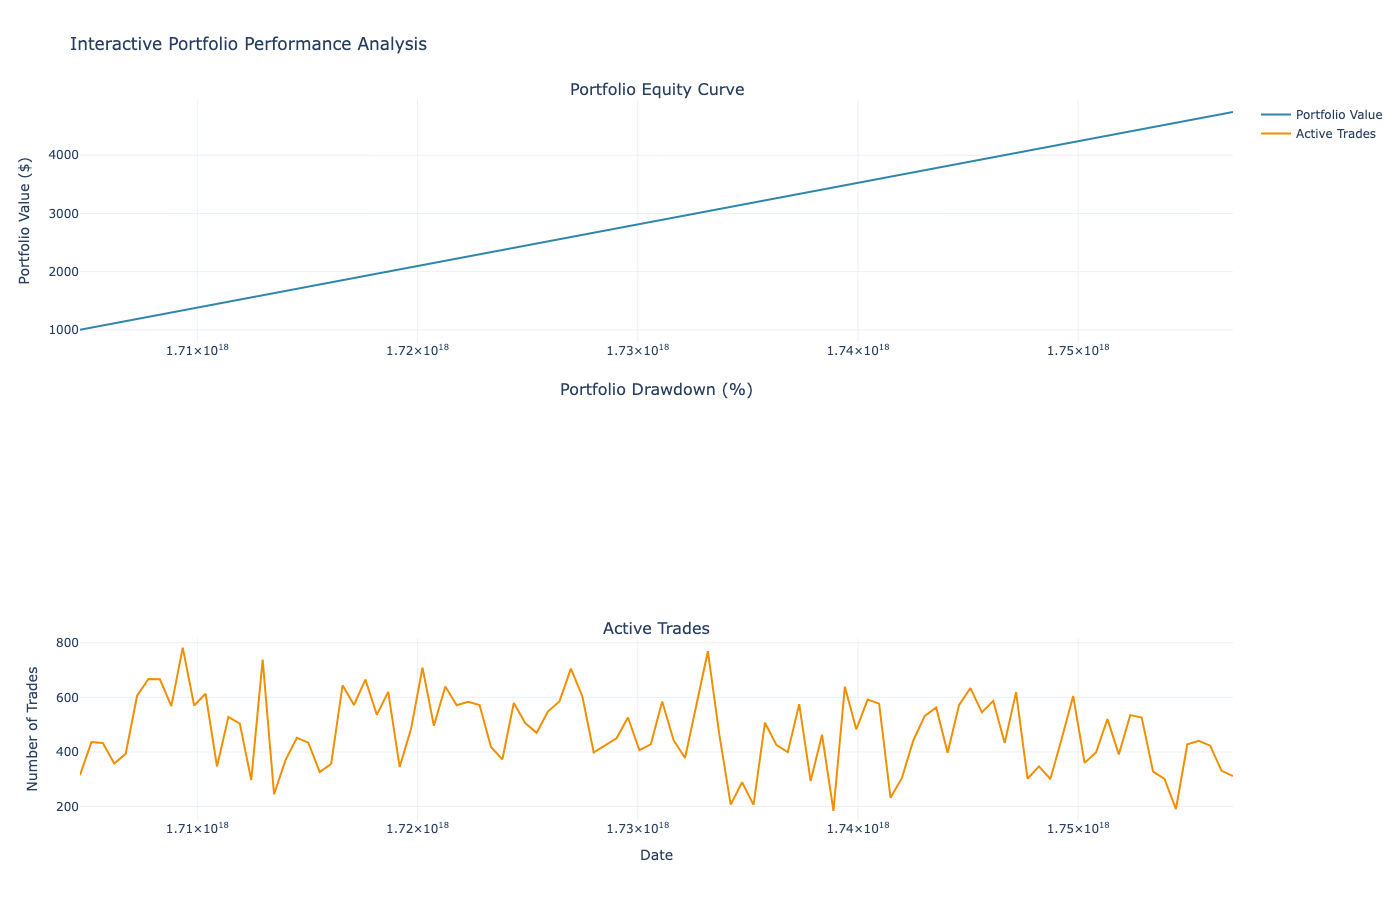 Interactive Portfolio Performance Analysis
Portfolio Equity Curve
Portfolio Value
Active Trades
Portfolio Value ($)
4000
3000
2000
1000
1.71×10¹⁸ 1.72×10¹⁸ 1.73×10¹⁸ 1.74×10¹⁸ 1.75×10¹⁸
Portfolio Drawdown (%)
Active Trades
Number of Trades
800
600
400
200
1.71×10¹⁸ 1.72×10¹⁸ 1.73×10¹⁸ 1.74×10¹⁸ 1.75×10¹⁸
Date